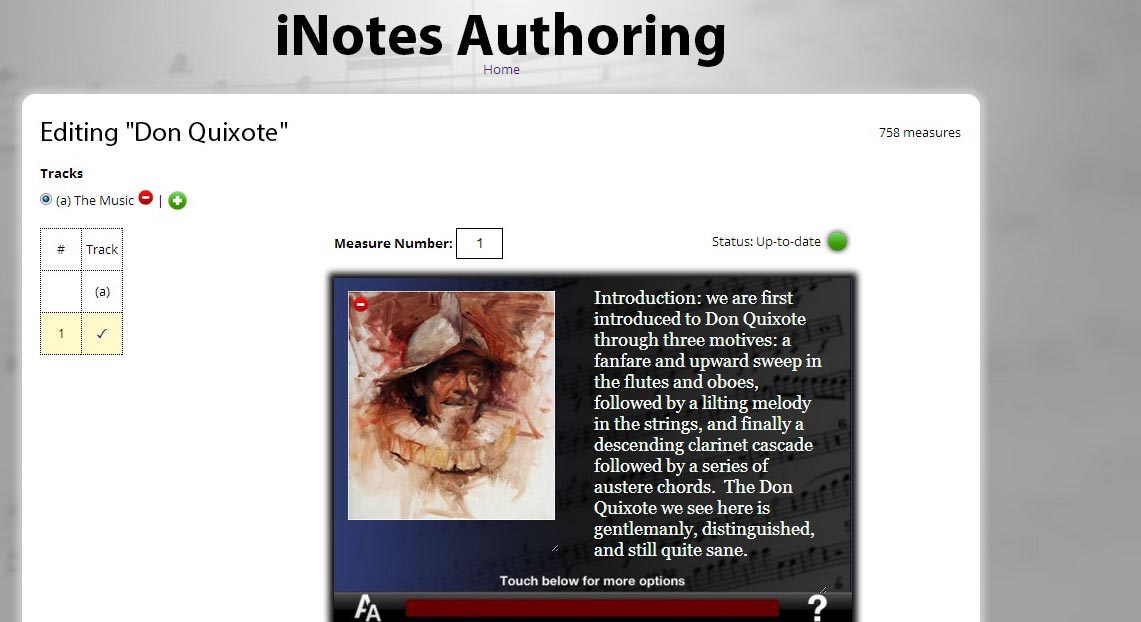 iNotes Authoring
Home
Editing "Don Quixote"
758 measures
Tracks
(a) The Music |
# Track
(a)
1 ✓
Measure Number: 1
Status: Up-to-date
Introduction: we are first
introduced to Don Quixote
through three motives: a
fanfare and upward sweep in
the flutes and oboes,
followed by a lilting melody
in the strings, and finally a
descending clarinet cascade
followed by a series of
austere chords.  The Don
Quixote we see here is
gentlemanly, distinguished,
and still quite sane.
Touch below for more options
AA
?